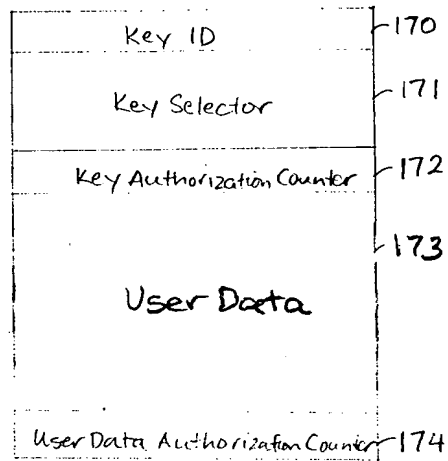 Key ID 170
Key Selector 171
Key Authorization Counter 172
User Data 173
User Data Authorization Counter 174